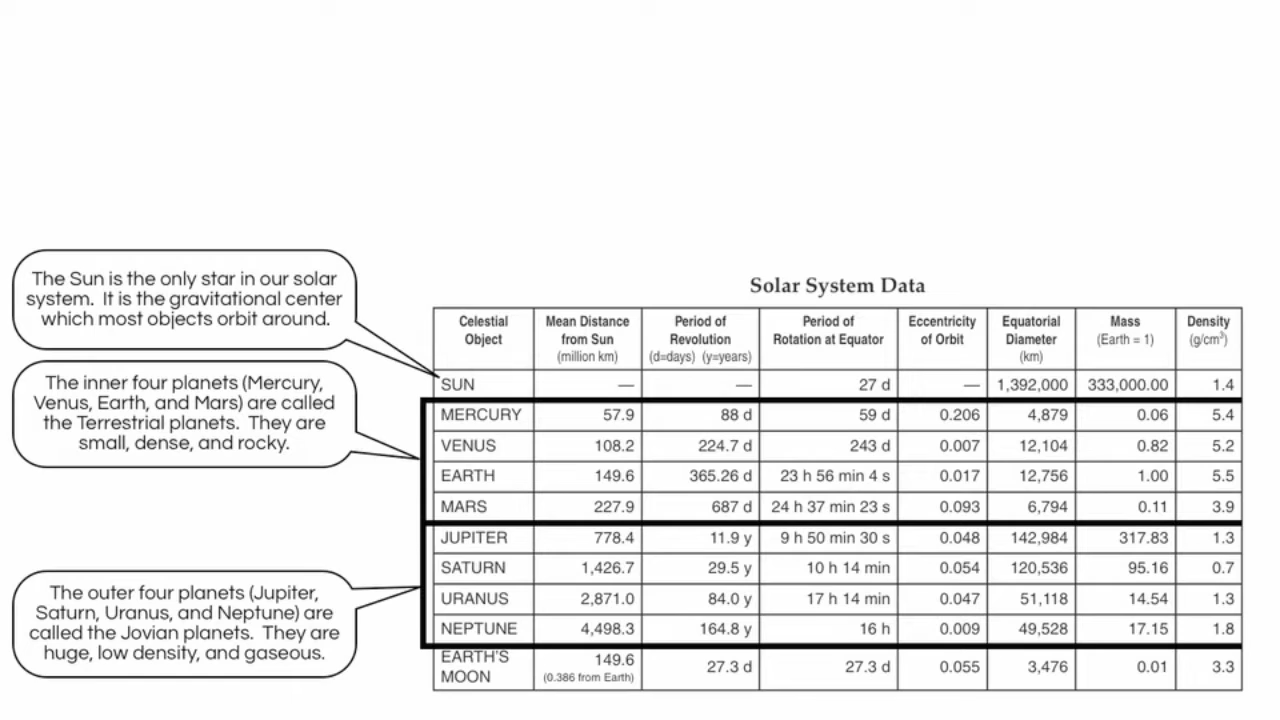 The Sun is the only star in our solar
system. It is the gravitational center
which most objects orbit around.
The inner four planets (Mercury,
Venus, Earth, and Mars) are called
the Terrestrial planets. They are
small, dense, and rocky.
The outer four planets (Jupiter,
Saturn, Uranus, and Neptune) are
called the Jovian planets. They are
huge, low density, and gaseous.
Solar System Data
Celestial Object Mean Distance from Sun (million km) Period of Revolution (d=days) (y=years) Period of Rotation at Equator Eccentricity of Orbit Equatorial Diameter (km) Mass (Earth = 1) Density (g/cm³)
SUN — — 27 d — 1,392,000 333,000.00 1.4
MERCURY 57.9 88 d 59 d 0.206 4,879 0.06 5.4
VENUS 108.2 224.7 d 243 d 0.007 12,104 0.82 5.2
EARTH 149.6 365.26 d 23 h 56 min 4 s 0.017 12,756 1.00 5.5
MARS 227.9 687 d 24 h 37 min 23 s 0.093 6,794 0.11 3.9
JUPITER 778.4 11.9 y 9 h 50 min 30 s 0.048 142,984 317.83 1.3
SATURN 1,426.7 29.5 y 10 h 14 min 0.054 120,536 95.16 0.7
URANUS 2,871.0 84.0 y 17 h 14 min 0.047 51,118 14.54 1.3
NEPTUNE 4,498.3 164.8 y 16 h 0.009 49,528 17.15 1.8
EARTH'S MOON 149.6 (0.386 from Earth) 27.3 d 27.3 d 0.055 3,476 0.01 3.3